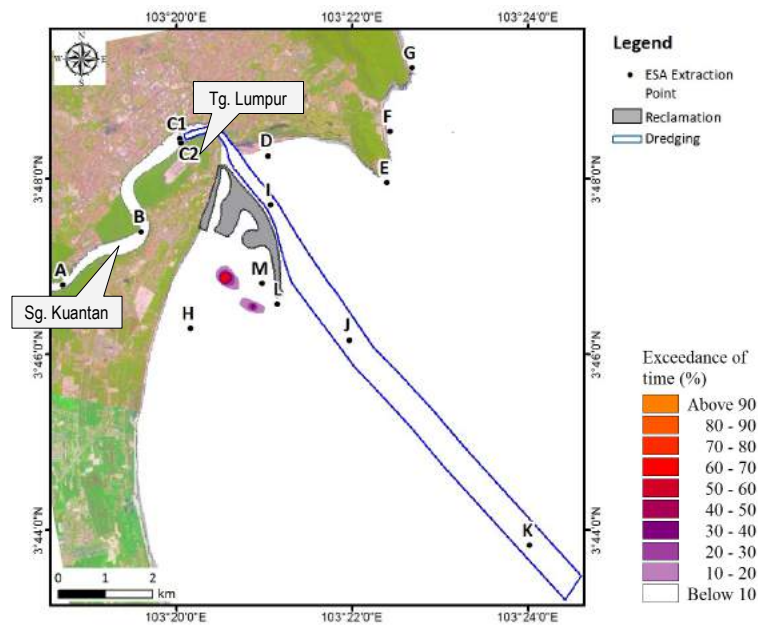 103°20'0"E 103°22'0"E 103°24'0"E
N
W E
S
G
Legend
ESA Extraction
Point
Reclamation
Dredging
Tg. Lumpur
C1
C2
D
F
E
3°48'0"N 3°48'0"N
I
B
A
M
L
Sg. Kuantan
H
J
3°46'0"N 3°46'0"N
Exceedance of
time (%)
Above 90
80 - 90
70 - 80
60 - 70
50 - 60
40 - 50
30 - 40
20 - 30
10 - 20
Below 10
K
3°44'0"N 3°44'0"N
0 1 2
km
103°20'0"E 103°22'0"E 103°24'0"E